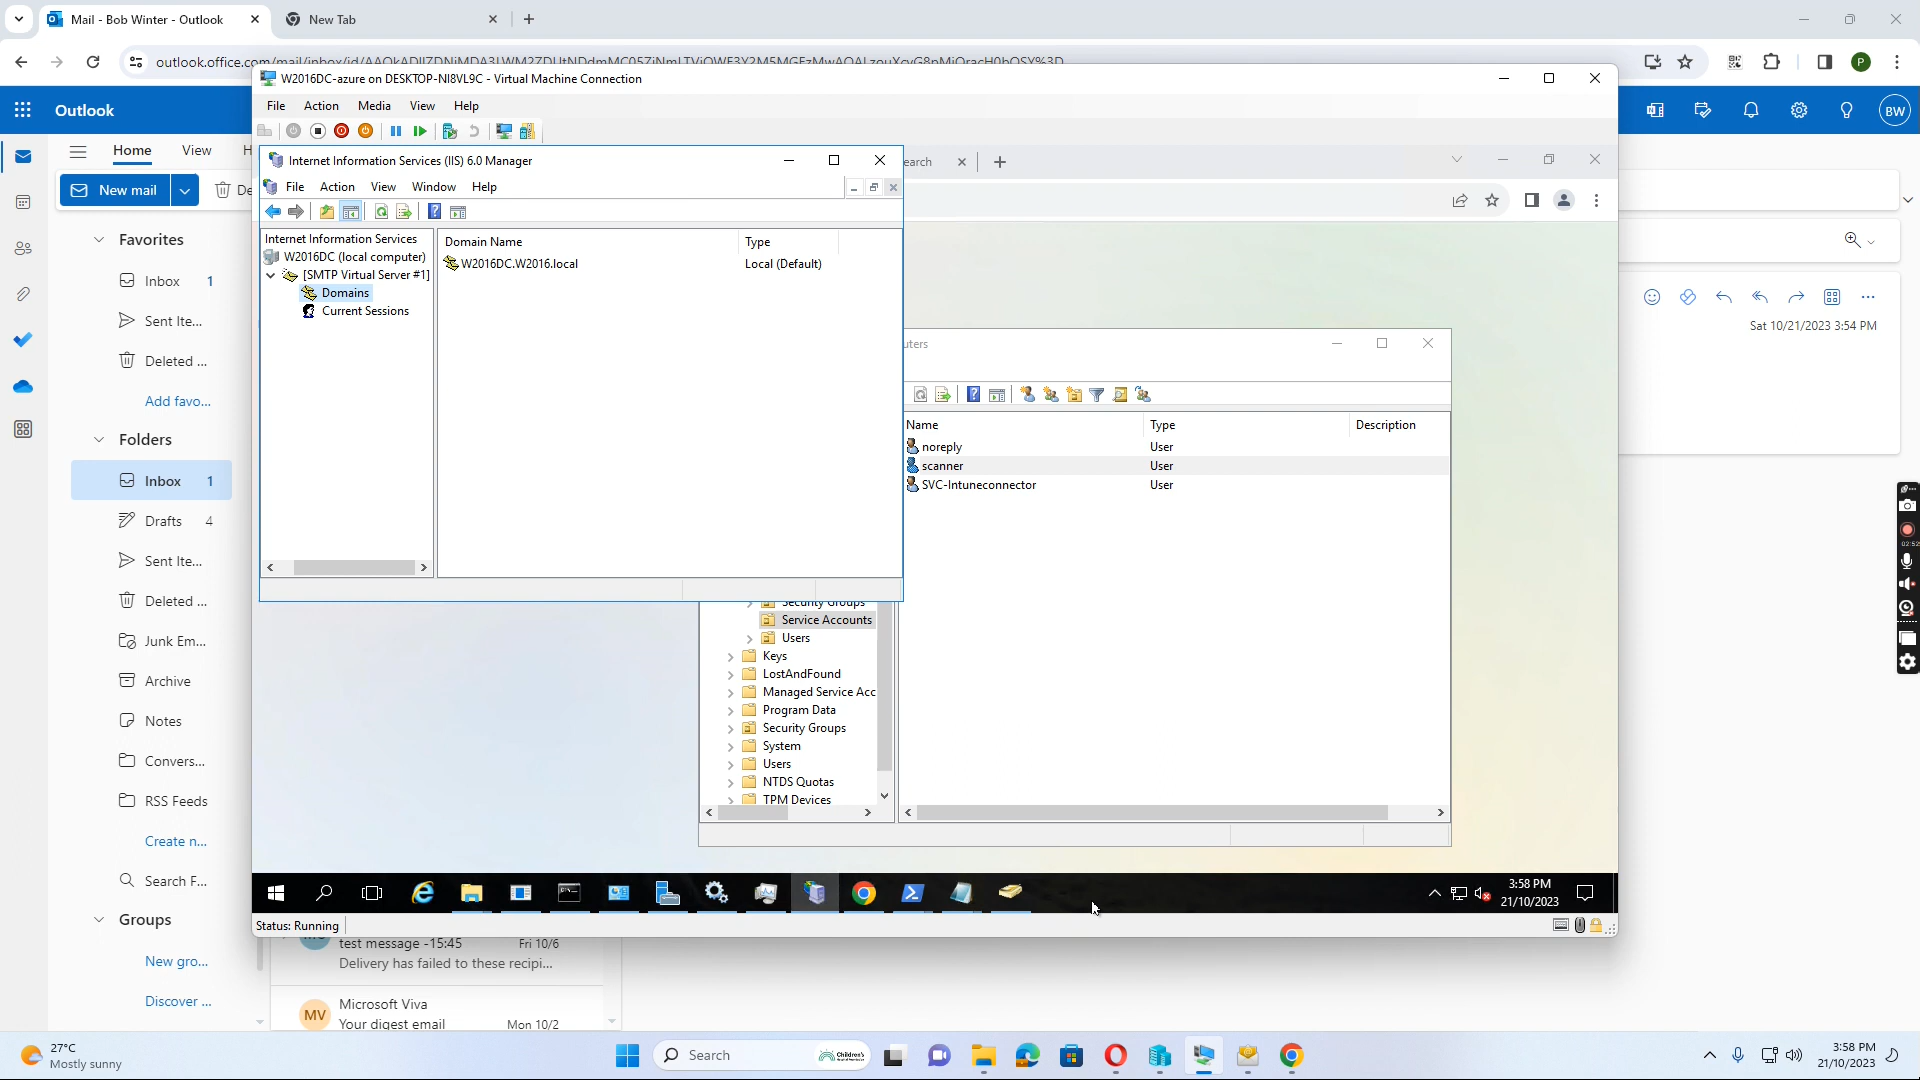 Mail - Bob Winter - Outlook
New Tab
outlook.office.com/mail/inbox/id/
W2016DC-azure on DESKTOP-NI8VL9C - Virtual Machine Connection
File Action Media View Help
Outlook
BW
Home View H
New mail
De
Internet Information Services (IIS) 6.0 Manager
earch
File Action View Window Help
Favorites
Inbox 1
Sent Ite...
Deleted ...
Add favo...
Folders
Inbox 1
Drafts 4
Sent Ite...
Deleted ...
Junk Em...
Archive
Notes
Convers...
RSS Feeds
Create n...
Search F...
Groups
New gro...
Discover ...
Internet Information Services
W2016DC (local computer)
[SMTP Virtual Server #1]
Domains
Current Sessions
Domain Name Type
W2016DC.W2016.local Local (Default)
Sat 10/21/2023 3:54 PM
uters
Name Type Description
noreply User
scanner User
SVC-Intuneconnector User
Security Groups
Service Accounts
Users
Keys
LostAndFound
Managed Service Acc
Program Data
Security Groups
System
Users
NTDS Quotas
TPM Devices
3:58 PM
21/10/2023
Status: Running
test message -15:45 Fri 10/6
Delivery has failed to these recipi...
MV
Microsoft Viva
Your digest email Mon 10/2
27°C
Mostly sunny
Search
3:58 PM
21/10/2023